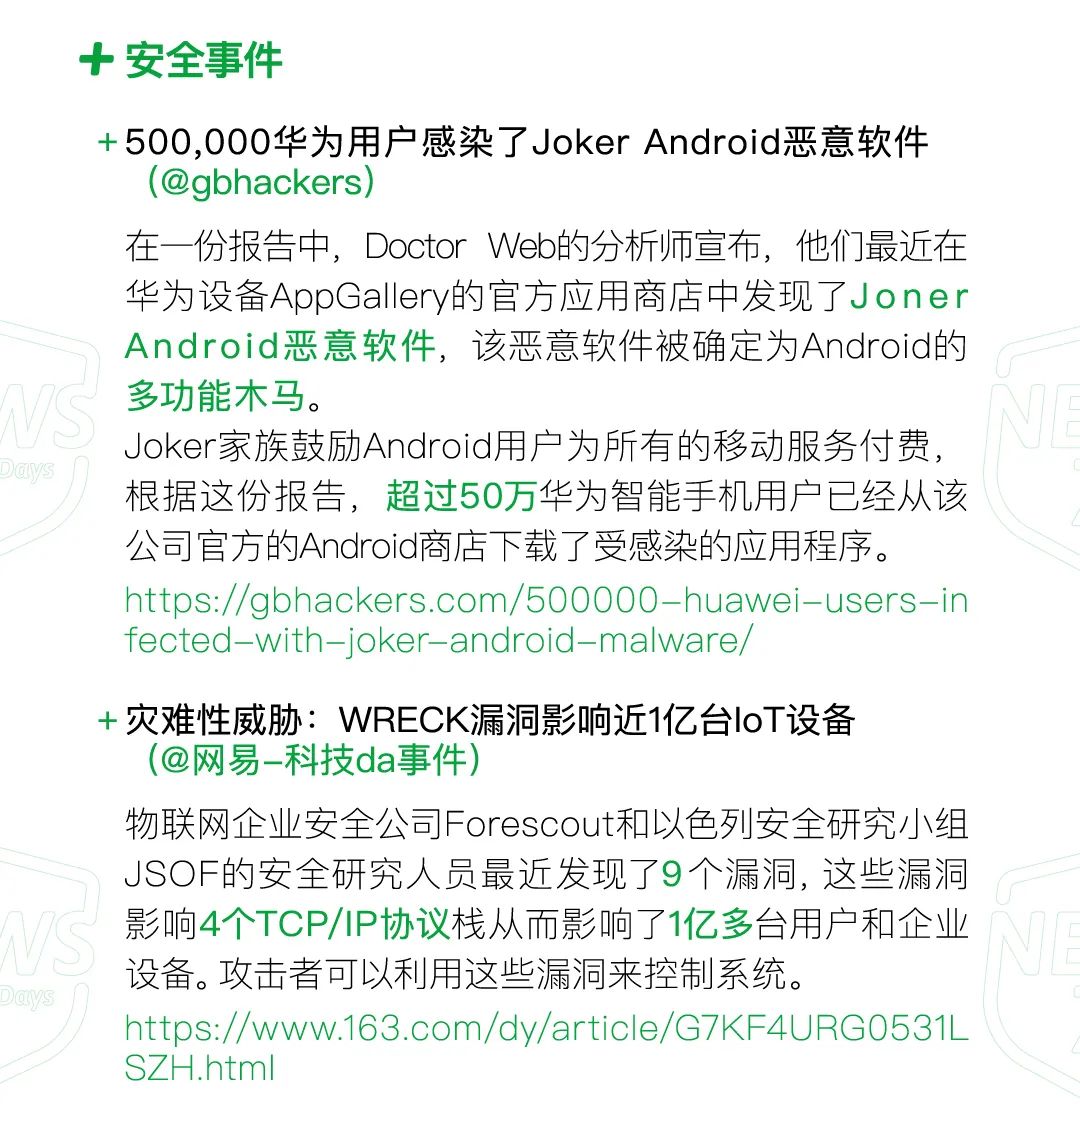 安全事件
+ 500,000华为用户感染了Joker Android恶意软件
（@gbhackers）
在一份报告中，Doctor Web的分析师宣布，他们最近在
华为设备AppGallery的官方应用商店中发现了Joner
Android恶意软件，该恶意软件被确定为Android的
多功能木马。
Joker家族鼓励Android用户为所有的移动服务付费，
根据这份报告，超过50万华为智能手机用户已经从该
公司官方的Android商店下载了受感染的应用程序。
https://gbhackers.com/500000-huawei-users-in
fected-with-joker-android-malware/
+ 灾难性威胁：WRECK漏洞影响近1亿台IoT设备
（@网易-科技da事件）
物联网企业安全公司Forescout和以色列安全研究小组
JSOF的安全研究人员最近发现了9个漏洞，这些漏洞
影响4个TCP/IP协议栈从而影响了1亿多台用户和企业
设备。攻击者可以利用这些漏洞来控制系统。
https://www.163.com/dy/article/G7KF4URG0531L
SZH.html
WS
Days
NE
WS
Days
NE